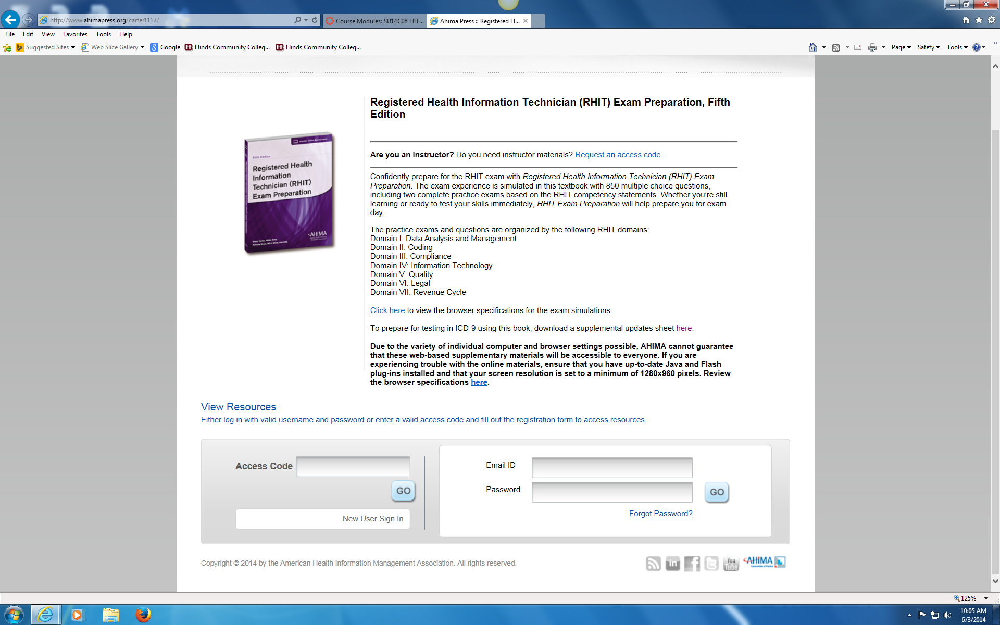 http://www.ahimapress.org/carter1117/
Course Modules: SU14C08 HIT...
Ahima Press :: Registered H...
File Edit View Favorites Tools Help
Suggested Sites Web Slice Gallery Google Hinds Community Colleg... Hinds Community Colleg...
Page Safety Tools
Registered Health Information Technician (RHIT) Exam Preparation, Fifth
Edition
Fifth Edition
Registered Health
Information
Technician (RHIT)
Exam Preparation
AHIMA
Are you an instructor? Do you need instructor materials? Request an access code.
Confidently prepare for the RHIT exam with Registered Health Information Technician (RHIT) Exam
Preparation. The exam experience is simulated in this textbook with 850 multiple choice questions,
including two complete practice exams based on the RHIT competency statements. Whether you're still
learning or ready to test your skills immediately, RHIT Exam Preparation will help prepare you for exam
day.
The practice exams and questions are organized by the following RHIT domains:
Domain I: Data Analysis and Management
Domain II: Coding
Domain III: Compliance
Domain IV: Information Technology
Domain V: Quality
Domain VI: Legal
Domain VII: Revenue Cycle
Click here to view the browser specifications for the exam simulations.
To prepare for testing in ICD-9 using this book, download a supplemental updates sheet here.
Due to the variety of individual computer and browser settings possible, AHIMA cannot guarantee
that these web-based supplementary materials will be accessible to everyone. If you are
experiencing trouble with the online materials, ensure that you have up-to-date Java and Flash
plug-ins installed and that your screen resolution is set to a minimum of 1280x960 pixels. Review
the browser specifications here.
View Resources
Either log in with valid username and password or enter a valid access code and fill out the registration form to access resources
Access Code
GO
New User Sign In
Email ID
Password
GO
Forgot Password?
Copyright © 2014 by the American Health Information Management Association. All rights reserved.
in f t You Tube AHIMA
125%
10:05 AM
6/3/2014